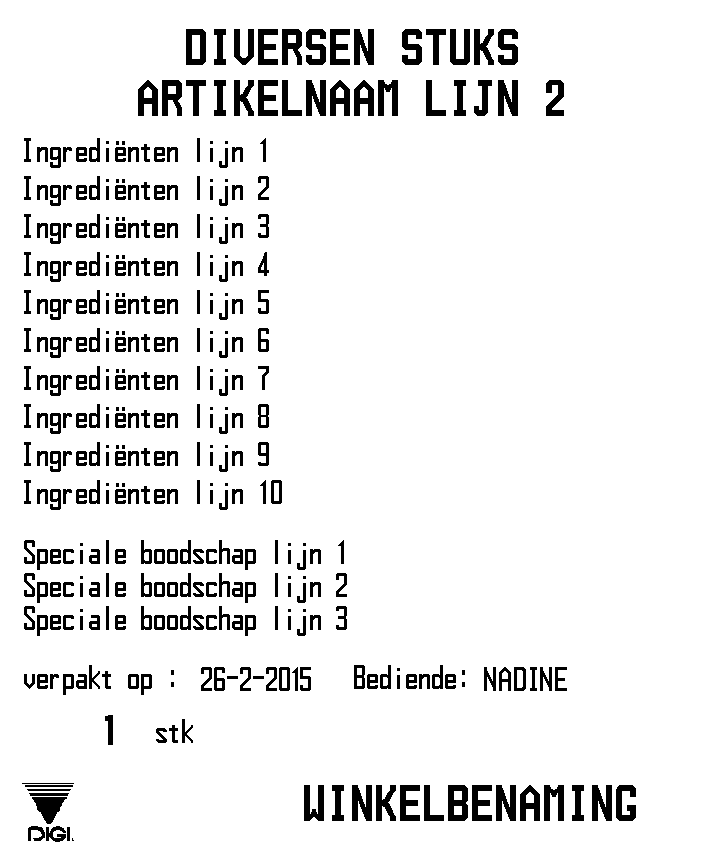 DIVERSEN STUKS
ARTIKELNAAM LIJN 2
Ingrediënten lijn 1
Ingrediënten lijn 2
Ingrediënten lijn 3
Ingrediënten lijn 4
Ingrediënten lijn 5
Ingrediënten lijn 6
Ingrediënten lijn 7
Ingrediënten lijn 8
Ingrediënten lijn 9
Ingrediënten lijn 10
Speciale boodschap lijn 1
Speciale boodschap lijn 2
Speciale boodschap lijn 3
verpakt op : 26-2-2015 Bediende: NADINE
1 stk
DIGI. WINKELBENAMING